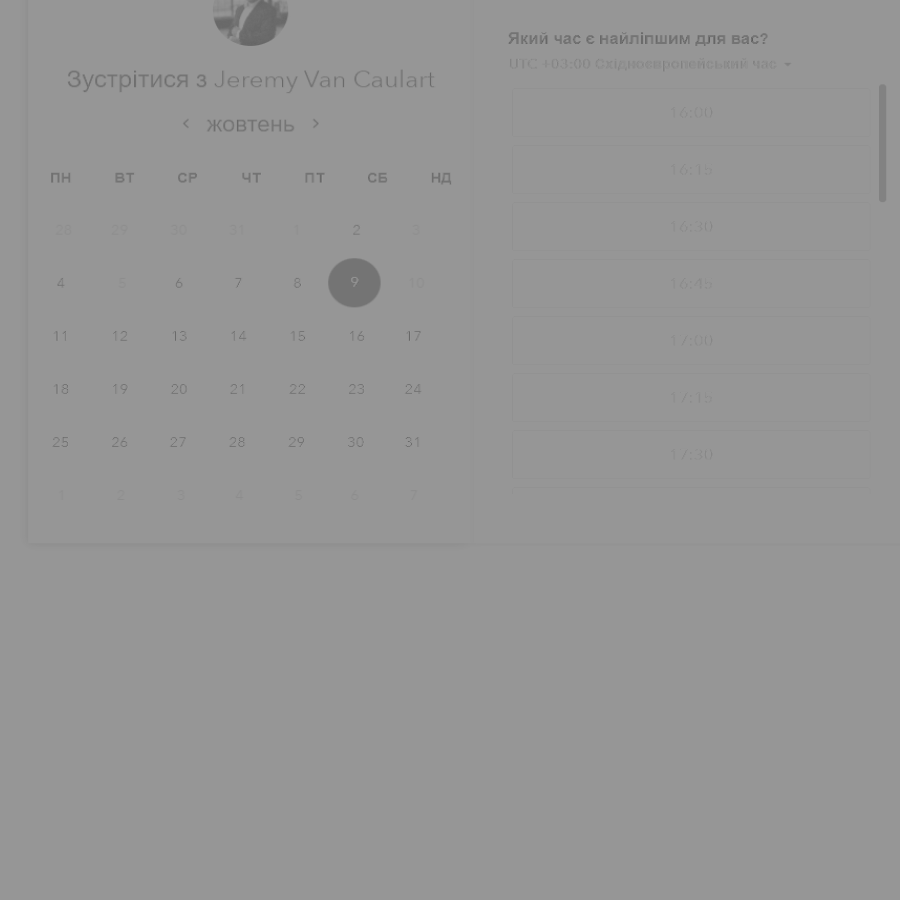 Зустрітися з Jeremy Van Caulart
жовтень
ПН ВТ СР ЧТ ПТ СБ НД
28 29 30 31 1 2 3
4 5 6 7 8 9 10
11 12 13 14 15 16 17
18 19 20 21 22 23 24
25 26 27 28 29 30 31
1 2 3 4 5 6 7
Який час є найліпшим для вас?
UTC +03:00 Східноєвропейський час
16:00
16:15
16:30
16:45
17:00
17:15
17:30